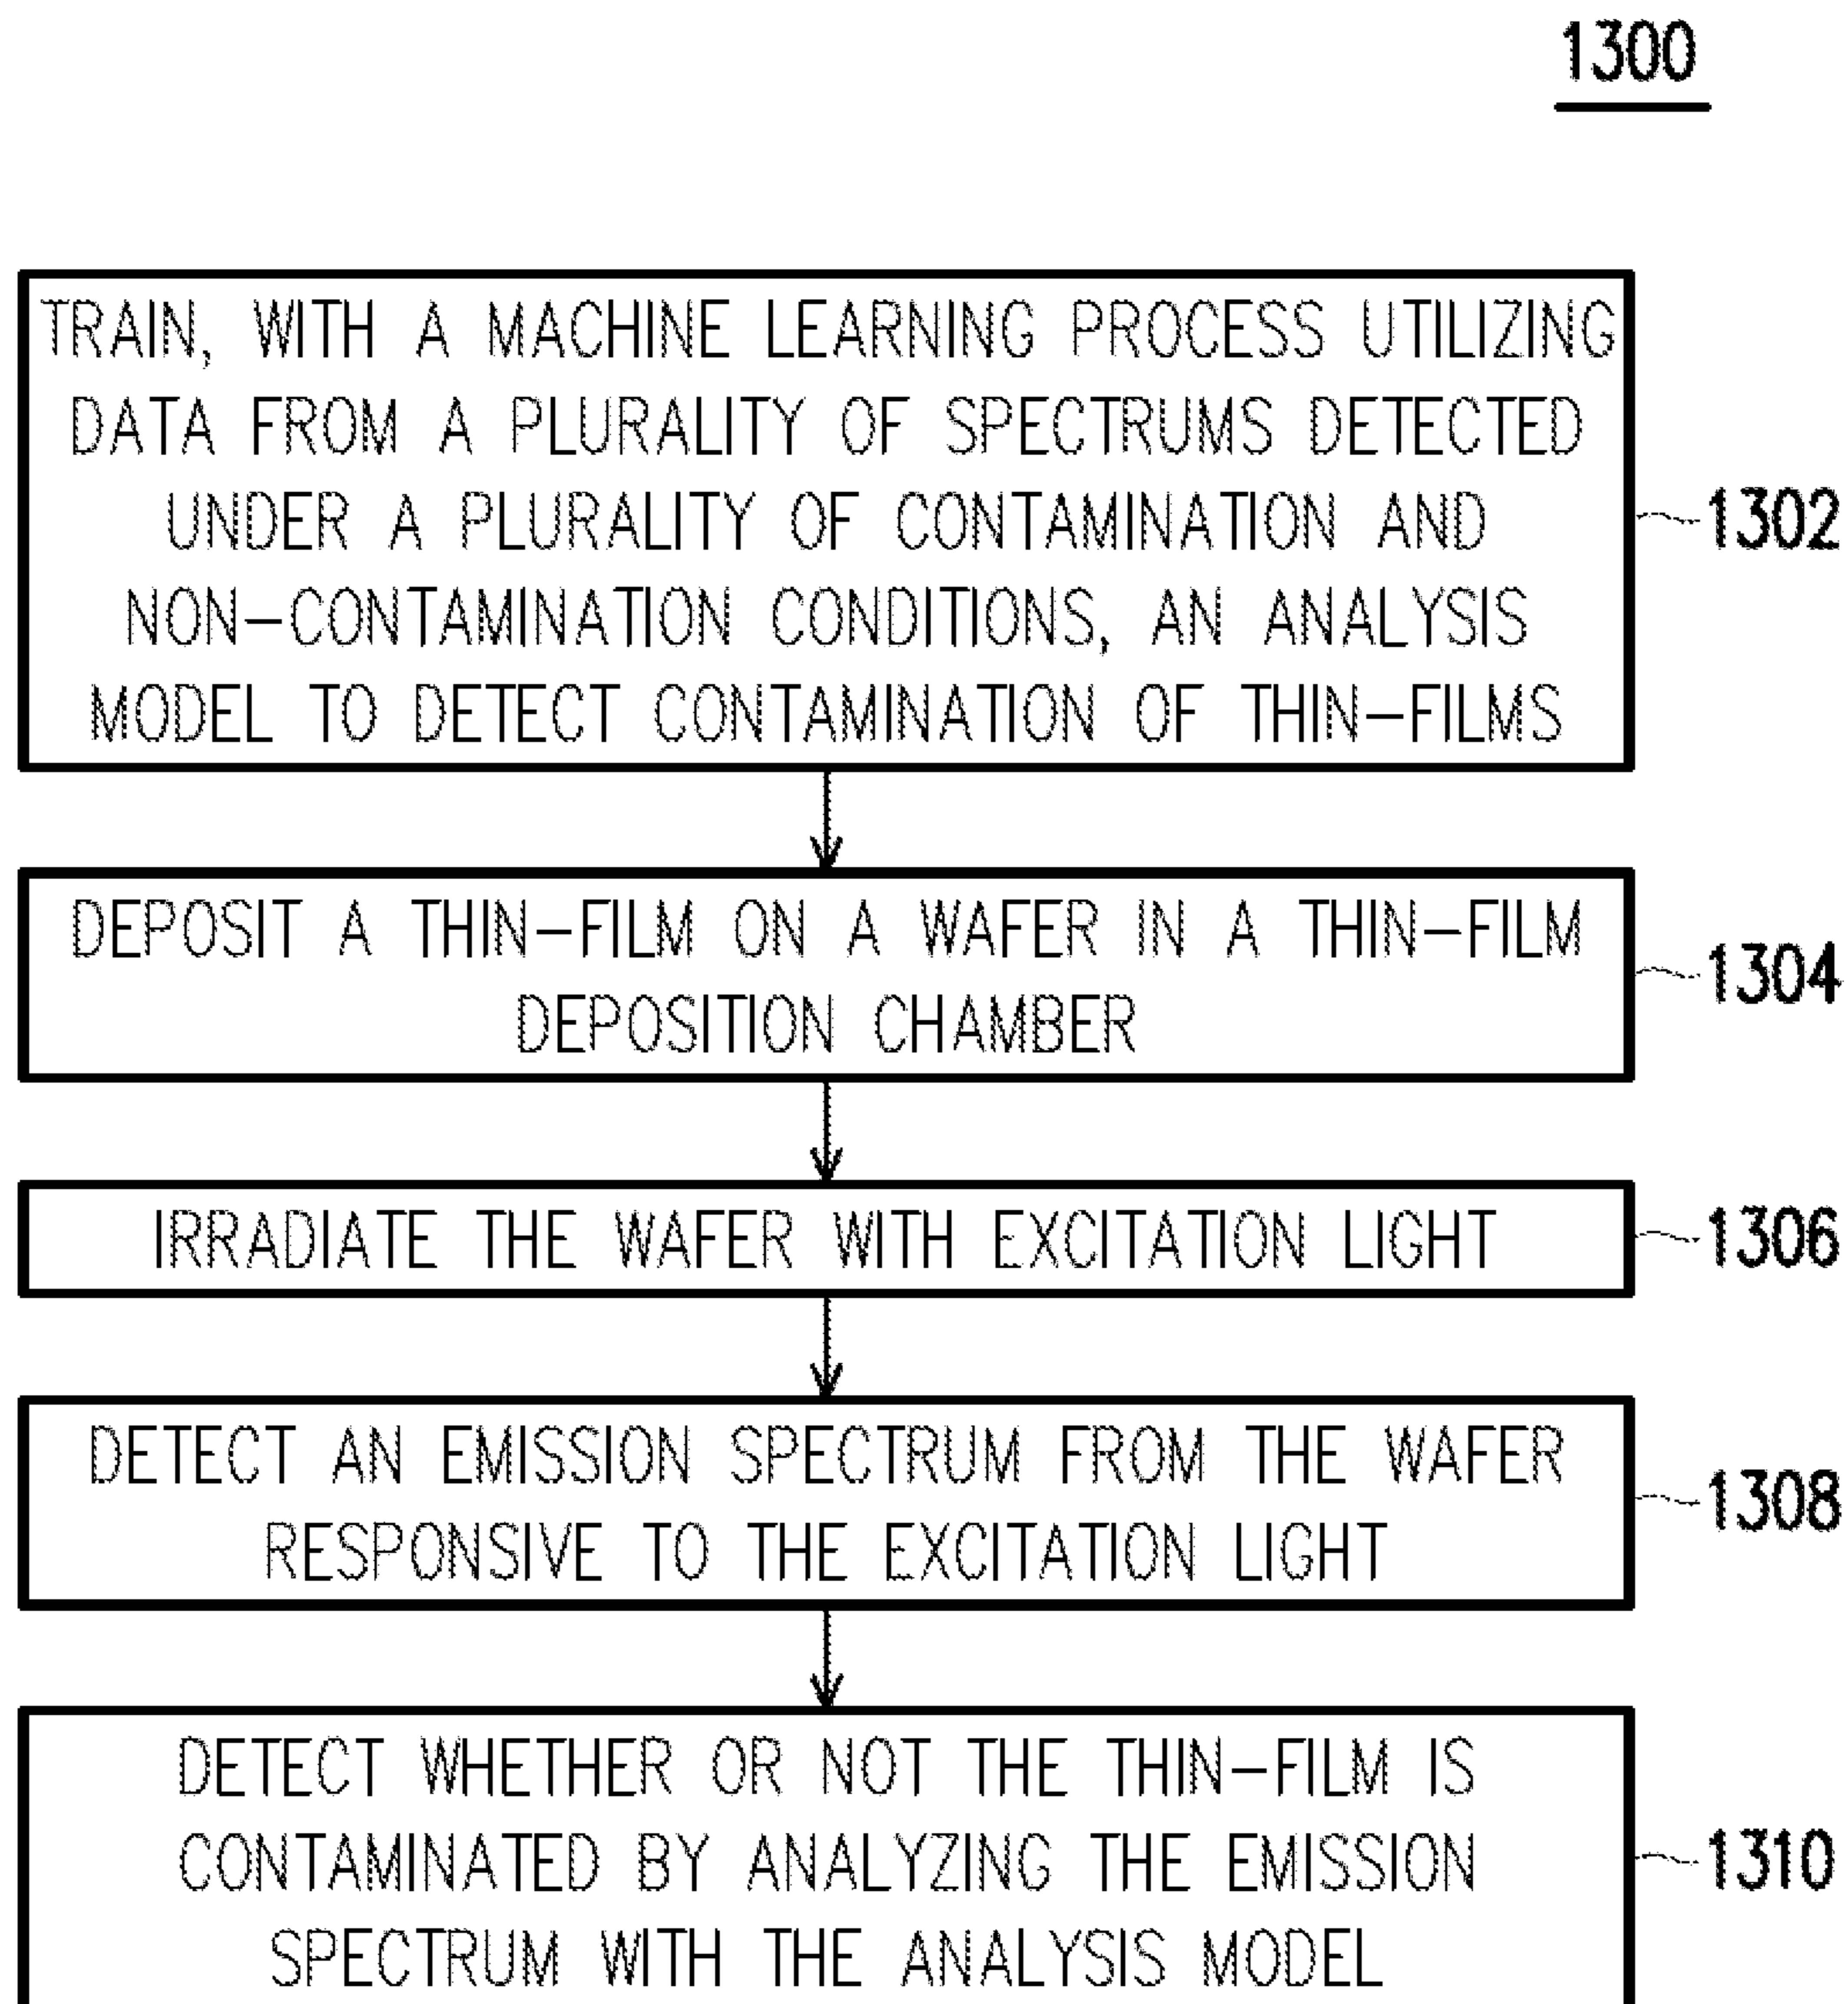 1300
TRAIN, WITH A MACHINE LEARNING PROCESS UTILIZING
DATA FROM A PLURALITY OF SPECTRUMS DETECTED
UNDER A PLURALITY OF CONTAMINATION AND
NON-CONTAMINATION CONDITIONS, AN ANALYSIS
MODEL TO DETECT CONTAMINATION OF THIN-FILMS
1302
DEPOSIT A THIN-FILM ON A WAFER IN A THIN-FILM
DEPOSITION CHAMBER
1304
IRRADIATE THE WAFER WITH EXCITATION LIGHT
1306
DETECT AN EMISSION SPECTRUM FROM THE WAFER
RESPONSIVE TO THE EXCITATION LIGHT
1308
DETECT WHETHER OR NOT THE THIN-FILM IS
CONTAMINATED BY ANALYZING THE EMISSION
SPECTRUM WITH THE ANALYSIS MODEL
1310